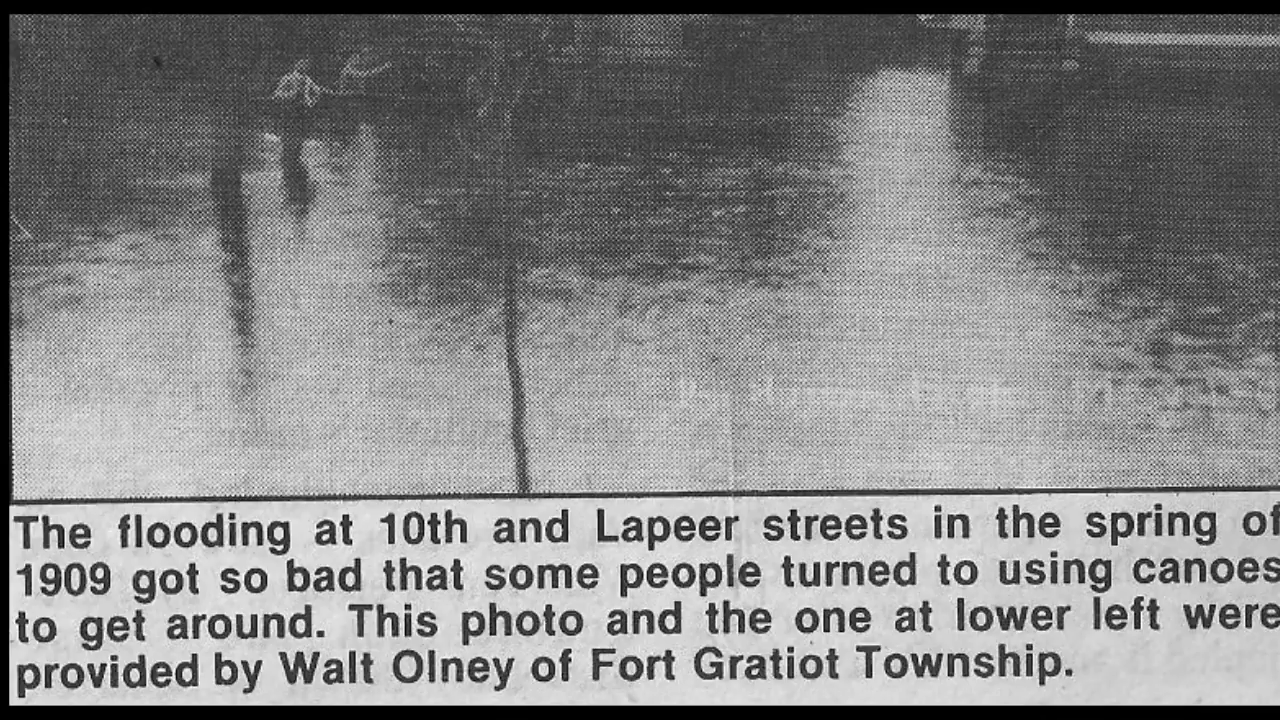 The flooding at 10th and Lapeer streets in the spring of
1909 got so bad that some people turned to using canoes
to get around. This photo and the one at lower left were
provided by Walt Olney of Fort Gratiot Township.